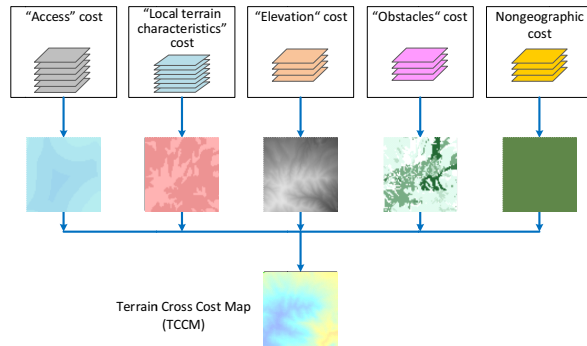 “Access” cost
“Local terrain
characteristics”
cost
“Elevation” cost
“Obstacles” cost
Nongeographic
cost
Terrain Cross Cost Map
(TCCM)